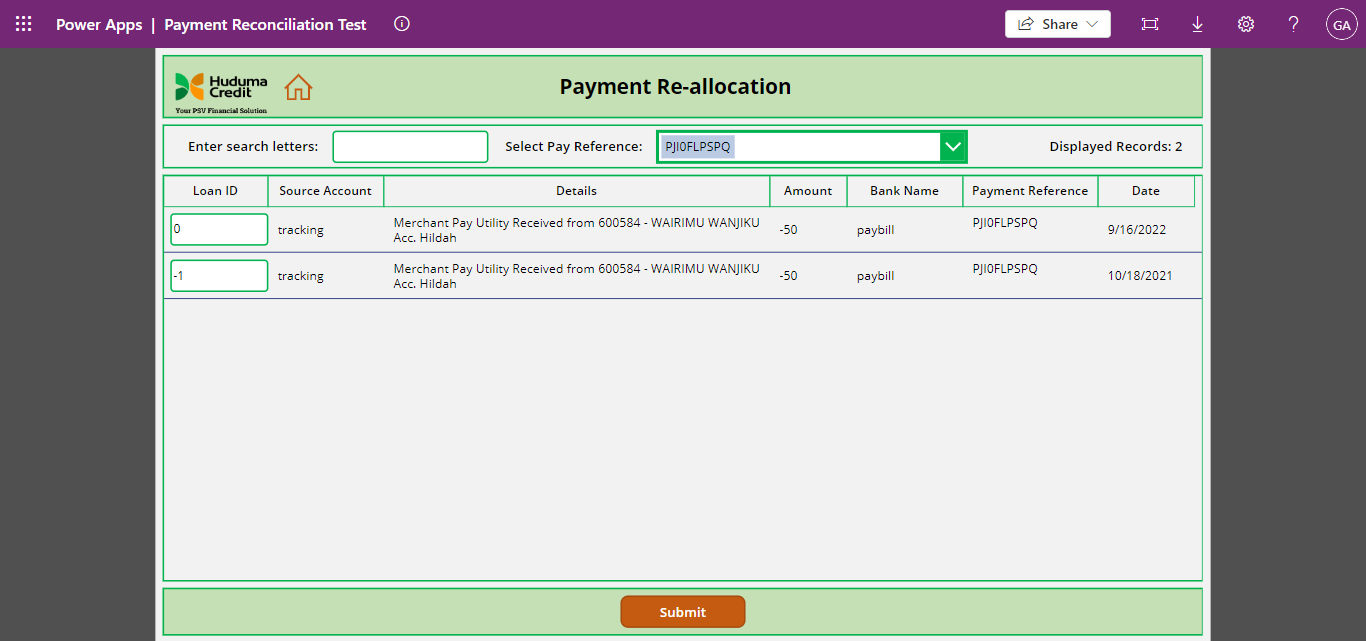 Power Apps | Payment Reconciliation Test
Share
GA
Huduma
Credit
Your PSV Financial Solution
Payment Re-allocation
Enter search letters:
Select Pay Reference:
PJI0FLPSPQ
Displayed Records: 2
Loan ID Source Account Details Amount Bank Name Payment Reference Date
0 tracking Merchant Pay Utility Received from 600584 - WAIRIMU WANJIKU -50 paybill PJI0FLPSPQ 9/16/2022
Acc. Hildah
-1 tracking Merchant Pay Utility Received from 600584 - WAIRIMU WANJIKU -50 paybill PJI0FLPSPQ 10/18/2021
Acc. Hildah
Submit